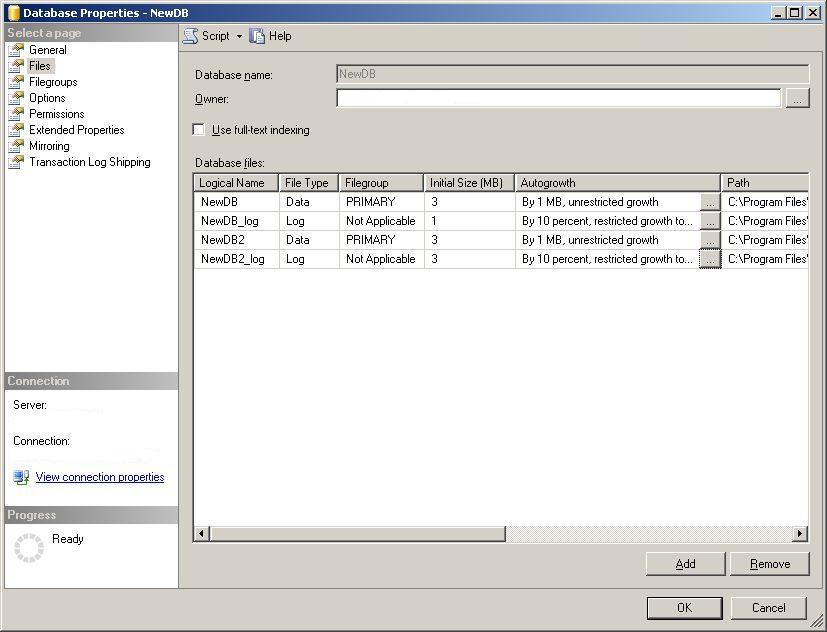 Database Properties - NewDB
Select a page
General
Files
Filegroups
Options
Permissions
Extended Properties
Mirroring
Transaction Log Shipping
Connection
Server:
Connection:
View connection properties
Progress
Ready
Script Help
Database name: NewDB
Owner: ...
Use full-text indexing
Database files:
Logical Name File Type Filegroup Initial Size (MB) Autogrowth Path
NewDB Data PRIMARY 3 By 1 MB, unrestricted growth ... C:\Program Files\
NewDB_log Log Not Applicable 1 By 10 percent, restricted growth to... ... C:\Program Files\
NewDB2 Data PRIMARY 3 By 1 MB, unrestricted growth ... C:\Program Files\
NewDB2_log Log Not Applicable 3 By 10 percent, restricted growth to... ... C:\Program Files\
Add Remove
OK Cancel